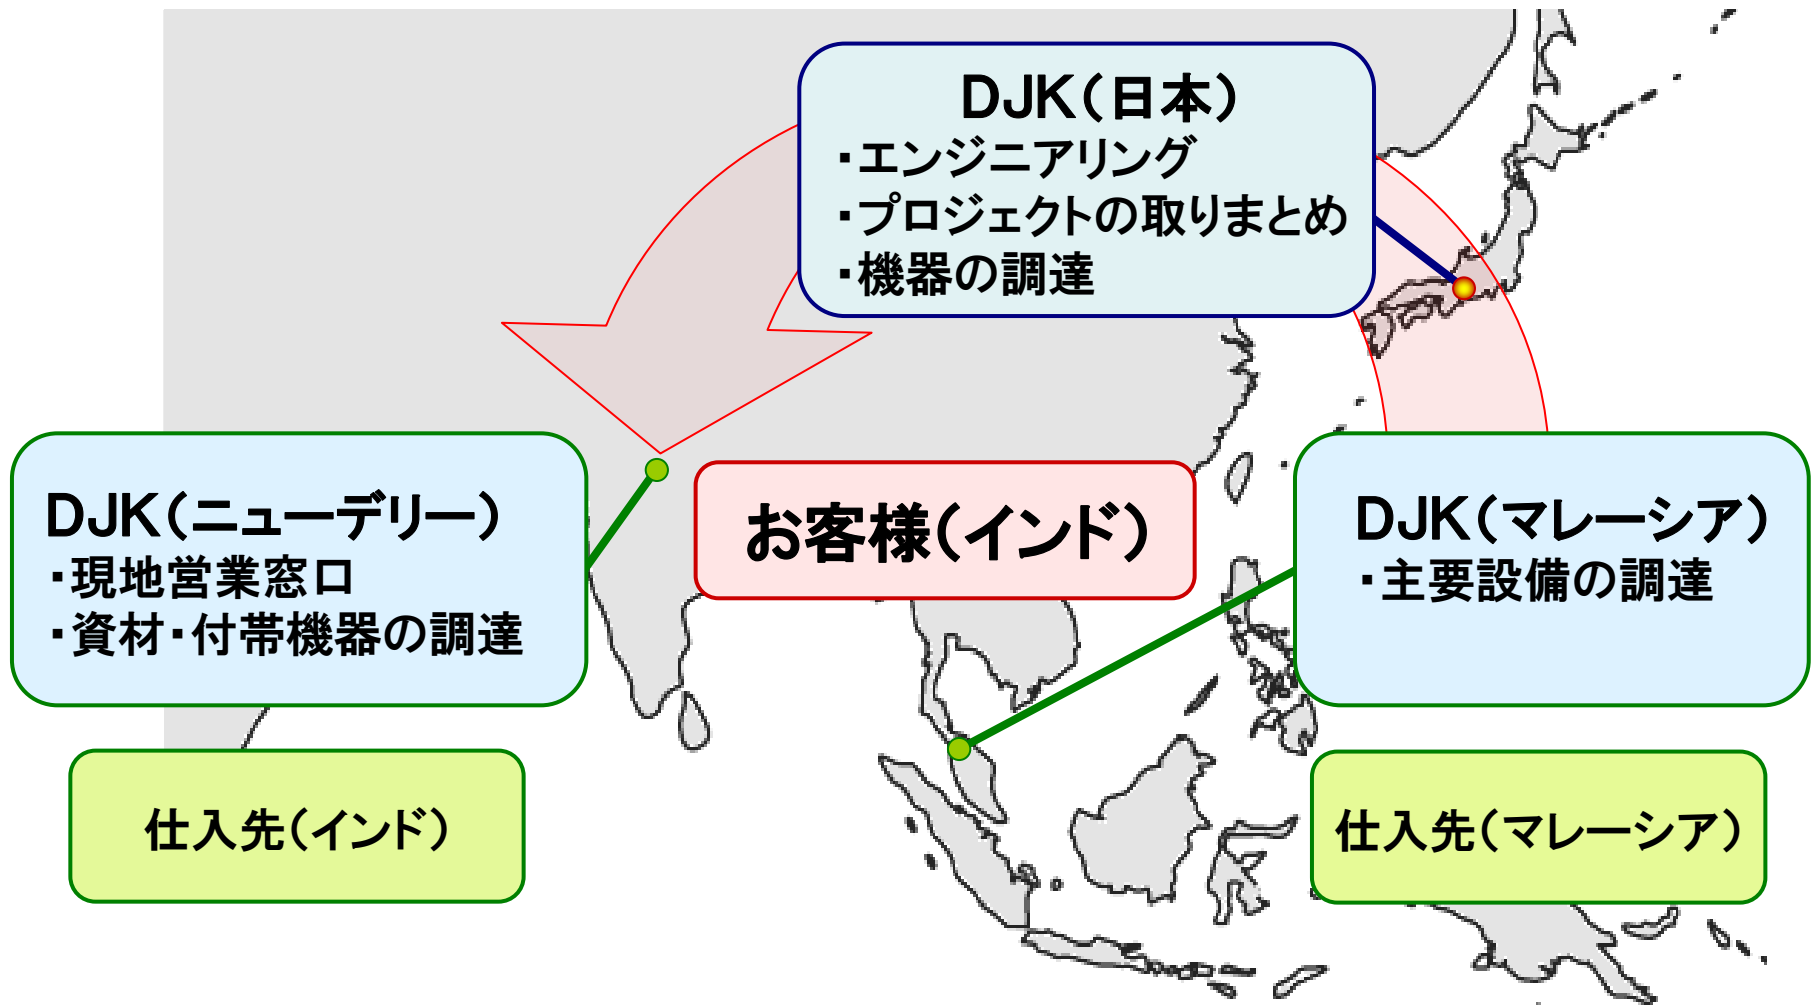 DJK(日本)
・エンジニアリング
・プロジェクトの取りまとめ
・機器の調達
DJK(ニューデリー)
・現地営業窓口
・資材・付帯機器の調達
お客様(インド)
DJK(マレーシア)
・主要設備の調達
仕入先(インド)
仕入先(マレーシア)